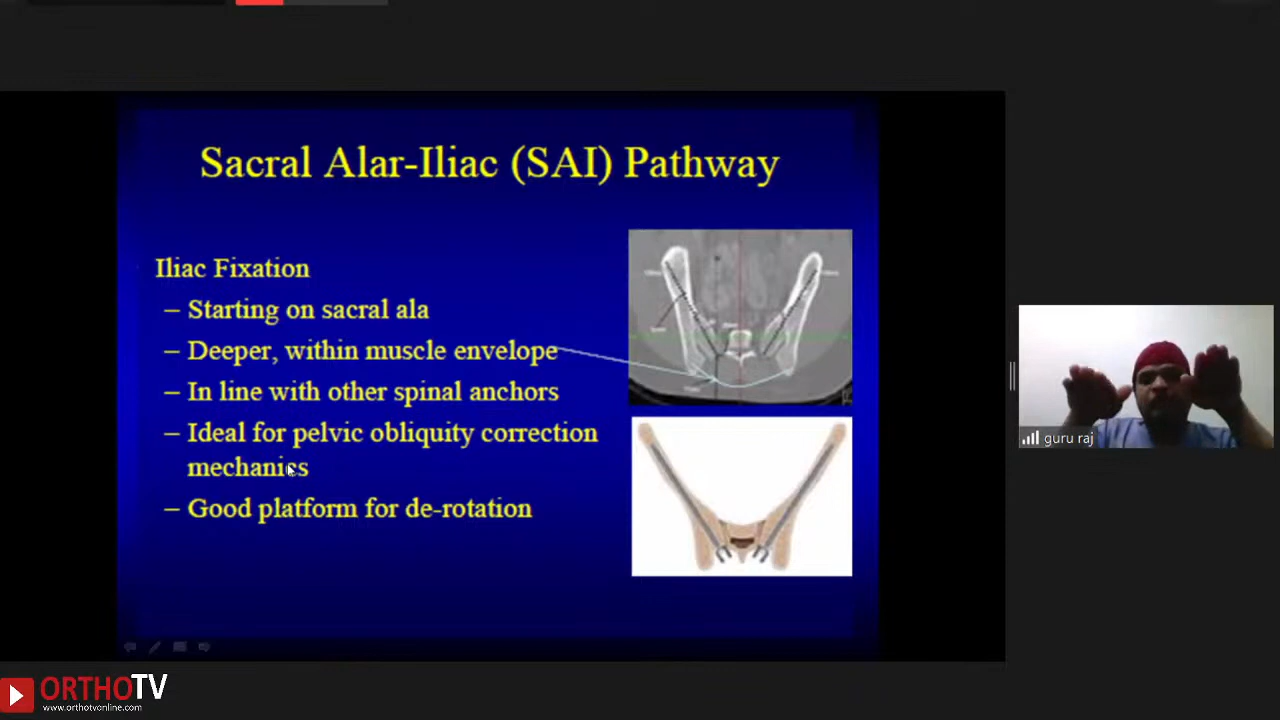 Sacral Alar-Iliac (SAI) Pathway
Iliac Fixation
– Starting on sacral ala
– Deeper, within muscle envelope
– In line with other spinal anchors
– Ideal for pelvic obliquity correction
mechanics
– Good platform for de-rotation
guru raj
ORTHOTV
www.orthotvonline.com